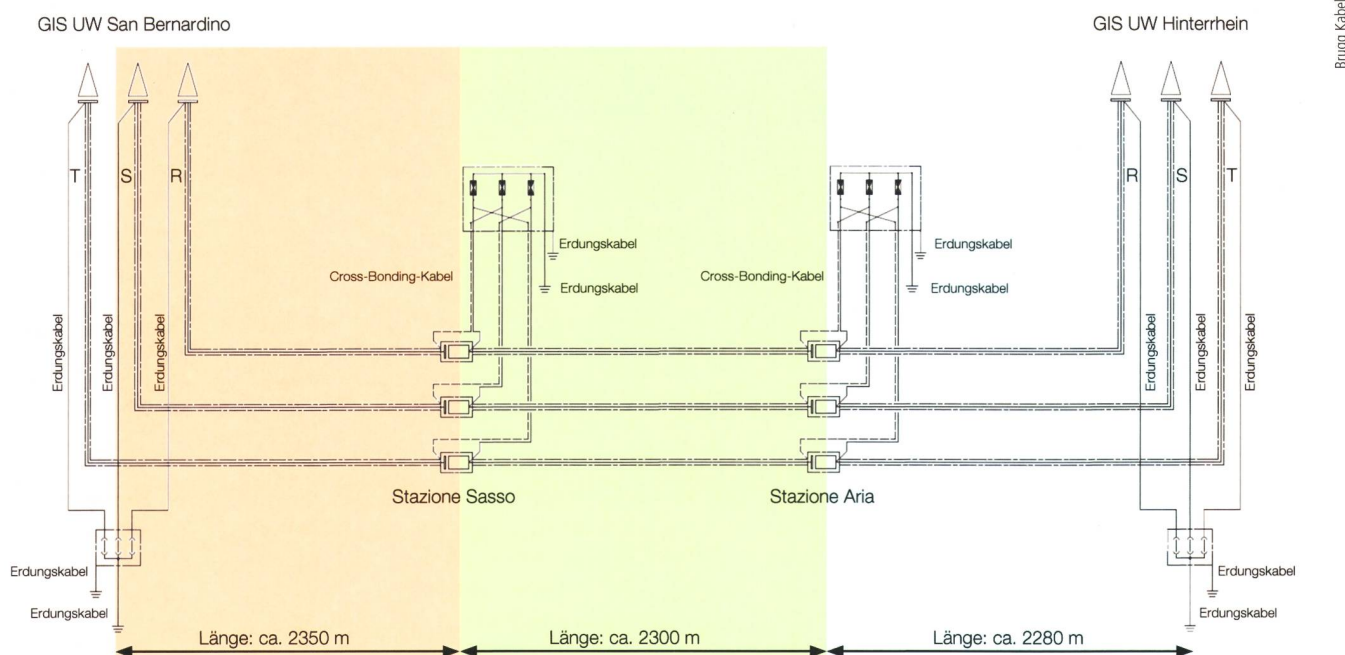 GIS UW San Bernardino
GIS UW Hinterrhein
Brugg Kabel
T
S
R
R
S
T
Erdungskabel
Erdungskabel
Erdungskabel
Erdungskabel
Cross-Bonding-Kabel
Cross-Bonding-Kabel
Erdungskabel
Erdungskabel
Erdungskabel
Erdungskabel
Erdungskabel
Erdungskabel
Erdungskabel
Stazione Sasso
Stazione Aria
Erdungskabel
Erdungskabel
Erdungskabel
Erdungskabel
Länge: ca. 2350 m
Länge: ca. 2300 m
Länge: ca. 2280 m